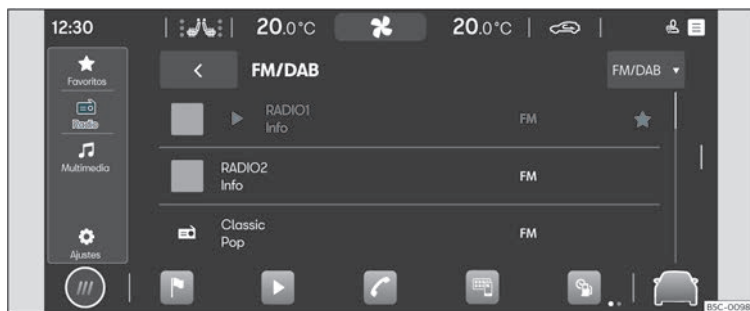 12:30
20.0°C
20.0°C
Favoritos
FM/DAB
FM/DAB
Radio
RADIO1
Info
FM
Multimedia
RADIO2
Info
FM
Classic
Pop
FM
Ajustes
B5C-0098